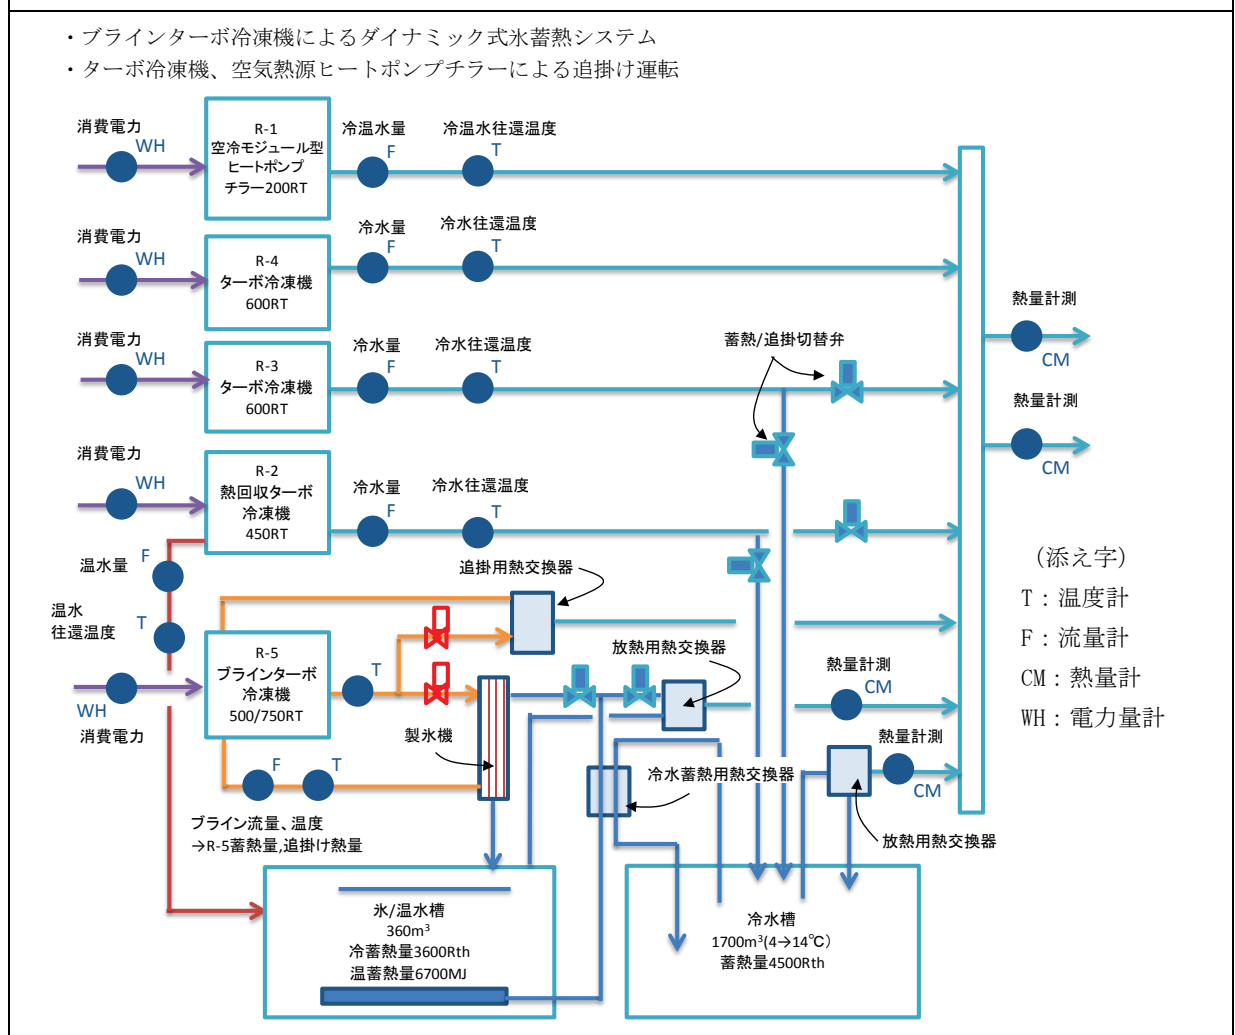 ・ブラインターボ冷凍機によるダイナミック式氷蓄熱システム
・ターボ冷凍機、空気熱源ヒートポンプチラーによる追掛け運転
消費電力
WH
R-1
空冷モジュール型
ヒートポンプ
チラー200RT
冷温水量
F
冷温水往還温度
T
消費電力
WH
R-4
ターボ冷凍機
600RT
冷水量
F
冷水往還温度
T
熱量計測
CM
消費電力
WH
R-3
ターボ冷凍機
600RT
冷水量
F
冷水往還温度
T
蓄熱/追掛切替弁
熱量計測
CM
消費電力
WH
R-2
熱回収ターボ
冷凍機
450RT
冷水量
F
冷水往還温度
T
温水量
F
温水
往還温度
T
追掛用熱交換器
(添え字)
T：温度計
F：流量計
CM：熱量計
WH：電力量計
R-5
ブラインターボ
冷凍機
500/750RT
WH
消費電力
T
放熱用熱交換器
熱量計測
CM
製氷機
F
T
冷水蓄熱用熱交換器
熱量計測
CM
放熱用熱交換器
ブライン流量、温度
→R-5蓄熱量,追掛け熱量
氷/温水槽
360m³
冷蓄熱量3600Rth
温蓄熱量6700MJ
冷水槽
1700m³(4→14℃)
蓄熱量4500Rth